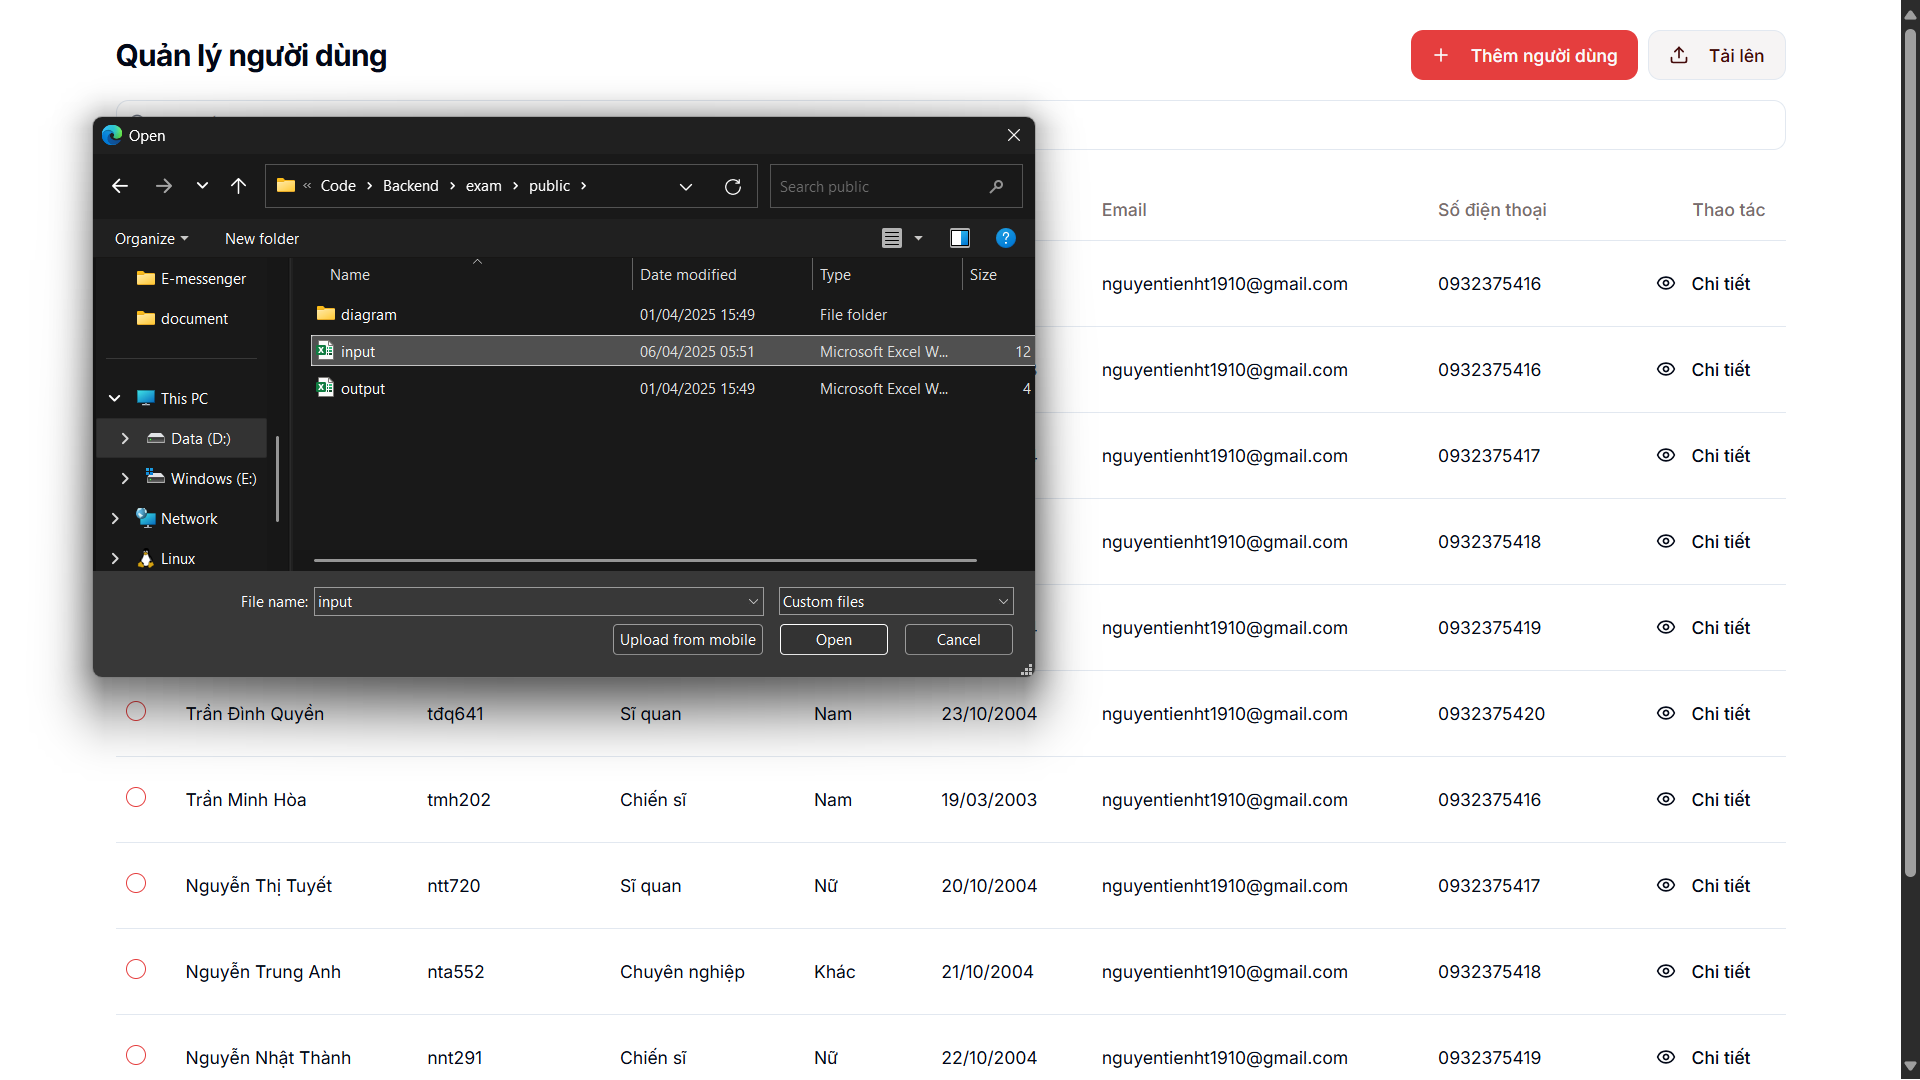 Quản lý người dùng
Thêm người dùng
Tải lên
Open
Code
Backend
exam
public
Search public
Organize
New folder
E-messenger
document
This PC
Data (D:)
Windows (E:)
Network
Linux
Name Date modified Type Size
diagram 01/04/2025 15:49 File folder
input 06/04/2025 05:51 Microsoft Excel W... 12
output 01/04/2025 15:49 Microsoft Excel W... 4
File name: input
Custom files
Upload from mobile
Open
Cancel
Email Số điện thoại Thao tác
nguyentienht1910@gmail.com 0932375416 Chi tiết
nguyentienht1910@gmail.com 0932375416 Chi tiết
nguyentienht1910@gmail.com 0932375417 Chi tiết
nguyentienht1910@gmail.com 0932375418 Chi tiết
nguyentienht1910@gmail.com 0932375419 Chi tiết
Trần Đình Quyền tđq641 Sĩ quan Nam 23/10/2004 nguyentienht1910@gmail.com 0932375420 Chi tiết
Trần Minh Hòa tmh202 Chiến sĩ Nam 19/03/2003 nguyentienht1910@gmail.com 0932375416 Chi tiết
Nguyễn Thị Tuyết ntt720 Sĩ quan Nữ 20/10/2004 nguyentienht1910@gmail.com 0932375417 Chi tiết
Nguyễn Trung Anh nta552 Chuyên nghiệp Khác 21/10/2004 nguyentienht1910@gmail.com 0932375418 Chi tiết
Nguyễn Nhật Thành nnt291 Chiến sĩ Nữ 22/10/2004 nguyentienht1910@gmail.com 0932375419 Chi tiết